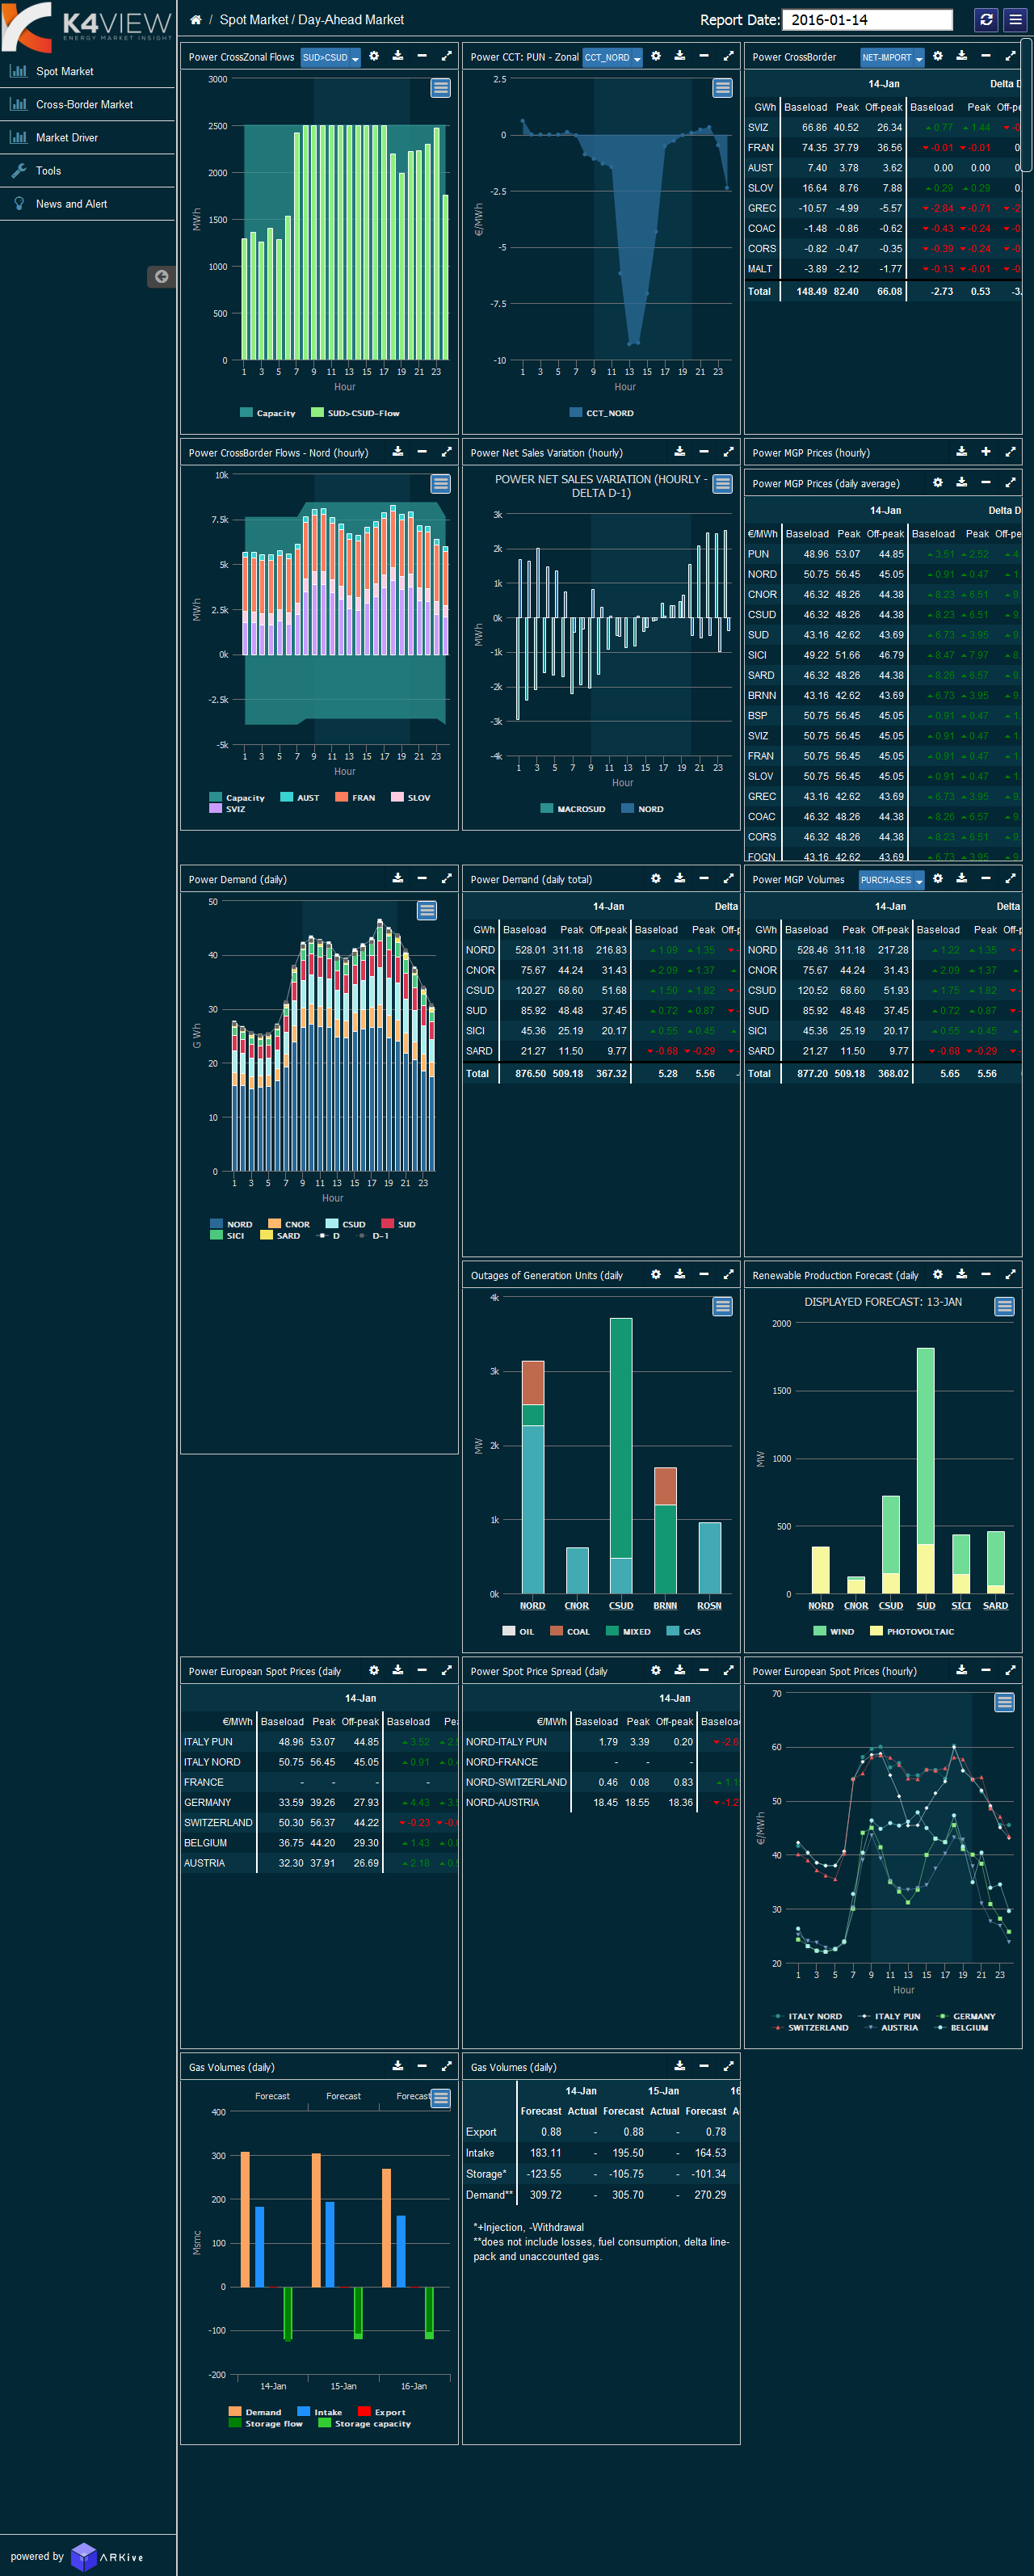 K4VIEW
ENERGY MARKET INSIGHT
/ Spot Market / Day-Ahead Market
Report Date: 2016-01-14
Spot Market
Cross-Border Market
Market Driver
Tools
News and Alert
Power CrossZonal Flows SUD>CSUD
3000
2500
2000
1500
1000
500
0
MWh
1 3 5 7 9 11 13 15 17 19 21 23
Hour
Capacity SUD>CSUD-Flow
Power CCT: PUN - Zonal CCT_NORD
2.5
0
-2.5
-5
-7.5
-10
€/MWh
1 3 5 7 9 11 13 15 17 19 21 23
Hour
CCT_NORD
Power CrossBorder NET-IMPORT
14-Jan Delta D
GWh Baseload Peak Off-peak Baseload Peak Off-p
SVIZ 66.86 40.52 26.34 0.77 1.44
FRAN 74.35 37.79 36.56 -0.01 -0.01
AUST 7.40 3.78 3.62 0.00 0.00
SLOV 16.64 8.76 7.88 0.29 0.29
GREC -10.57 -4.99 -5.57 -2.84 -0.71
COAC -1.48 -0.86 -0.62 -0.43 -0.24
CORS -0.82 -0.47 -0.35 -0.39 -0.24
MALT -3.89 -2.12 -1.77 -0.13 -0.01
Total 148.49 82.40 66.08 -2.73 0.53 -3.
Power CrossBorder Flows - Nord (hourly)
10k
7.5k
5k
2.5k
0k
-2.5k
-5k
MWh
1 3 5 7 9 11 13 15 17 19 21 23
Hour
Capacity AUST FRAN SLOV
SVIZ
Power Net Sales Variation (hourly)
POWER NET SALES VARIATION (HOURLY -
DELTA D-1)
3k
2k
1k
0k
-1k
-2k
-3k
-4k
MWh
1 3 5 7 9 11 13 15 17 19 21 23
Hour
MACROSUD NORD
Power MGP Prices (hourly)
Power MGP Prices (daily average)
14-Jan Delta D
€/MWh Baseload Peak Off-peak Baseload Peak Off-pe
PUN 48.96 53.07 44.85 3.51 2.52 4.
NORD 50.75 56.45 45.05 0.91 0.47 1.
CNOR 46.32 48.26 44.38 8.23 6.51 9.
CSUD 46.32 48.26 44.38 8.23 6.51 9.
SUD 43.16 42.62 43.69 6.73 3.95 9.
SICI 49.22 51.66 46.79 8.47 7.97 8.
SARD 46.32 48.26 44.38 8.26 6.57 9.
BRNN 43.16 42.62 43.69 6.73 3.95 9.
BSP 50.75 56.45 45.05 0.91 0.47 1.
SVIZ 50.75 56.45 45.05 0.91 0.47 1.
FRAN 50.75 56.45 45.05 0.91 0.47 1.
SLOV 50.75 56.45 45.05 0.91 0.47 1.
GREC 43.16 42.62 43.69 6.73 3.95 9.
COAC 46.32 48.26 44.38 8.26 6.57 9.
CORS 46.32 48.26 44.38 8.23 6.51 9.
FOGN 43.16 42.62 43.69 6.73 3.95 9.
Power Demand (daily)
50
40
30
20
10
0
G Wh
1 3 5 7 9 11 13 15 17 19 21 23
Hour
NORD CNOR CSUD SUD
SICI SARD D D-1
Power Demand (daily total)
14-Jan Delta
GWh Baseload Peak Off-peak Baseload Peak Off-p
NORD 528.01 311.18 216.83 1.09 1.35
CNOR 75.67 44.24 31.43 2.09 1.37
CSUD 120.27 68.60 51.68 1.50 1.82
SUD 85.92 48.48 37.45 0.72 0.87
SICI 45.36 25.19 20.17 0.55 0.45
SARD 21.27 11.50 9.77 -0.68 -0.29
Total 876.50 509.18 367.32 5.28 5.56
Power MGP Volumes PURCHASES
14-Jan Delta
GWh Baseload Peak Off-peak Baseload Peak Off-p
NORD 528.46 311.18 217.28 1.22 1.35
CNOR 75.67 44.24 31.43 2.09 1.37
CSUD 120.52 68.60 51.93 1.75 1.82
SUD 85.92 48.48 37.45 0.72 0.87
SICI 45.36 25.19 20.17 0.55 0.45
SARD 21.27 11.50 9.77 -0.68 -0.29
Total 877.20 509.18 368.02 5.65 5.56
Outages of Generation Units (daily
4k
3k
2k
1k
0k
MW
NORD CNOR CSUD BRNN ROSN
OIL COAL MIXED GAS
Renewable Production Forecast (daily
DISPLAYED FORECAST: 13-JAN
2000
1500
1000
500
0
MW
NORD CNOR CSUD SUD SICI SARD
WIND PHOTOVOLTAIC
Power European Spot Prices (daily
14-Jan
€/MWh Baseload Peak Off-peak Baseload Pea
ITALY PUN 48.96 53.07 44.85 3.52
ITALY NORD 50.75 56.45 45.05 0.91
FRANCE - - - -
GERMANY 33.59 39.26 27.93 4.43
SWITZERLAND 50.30 56.37 44.22 -0.23
BELGIUM 36.75 44.20 29.30 1.43
AUSTRIA 32.30 37.91 26.69 2.18
Power Spot Price Spread (daily
14-Jan
€/MWh Baseload Peak Off-peak Baseloa
NORD-ITALY PUN 1.79 3.39 0.20 -2.6
NORD-FRANCE - - -
NORD-SWITZERLAND 0.46 0.08 0.83
NORD-AUSTRIA 18.45 18.55 18.36 -1.2
Power European Spot Prices (hourly)
70
60
50
40
30
20
€/MWh
1 3 5 7 9 11 13 15 17 19 21 23
Hour
ITALY NORD ITALY PUN GERMANY
SWITZERLAND AUSTRIA BELGIUM
Gas Volumes (daily)
Forecast Forecast Forecast
400
300
200
100
0
-100
-200
Msmc
14-Jan 15-Jan 16-Jan
Demand Intake Export
Storage flow Storage capacity
Gas Volumes (daily)
14-Jan 15-Jan 16
Forecast Actual Forecast Actual Forecast A
Export 0.88 - 0.88 - 0.78
Intake 183.11 - 195.50 - 164.53
Storage* -123.55 - -105.75 - -101.34
Demand** 309.72 - 305.70 - 270.29
*+Injection, -Withdrawal
**does not include losses, fuel consumption, delta line-
pack and unaccounted gas.
powered by ARKive